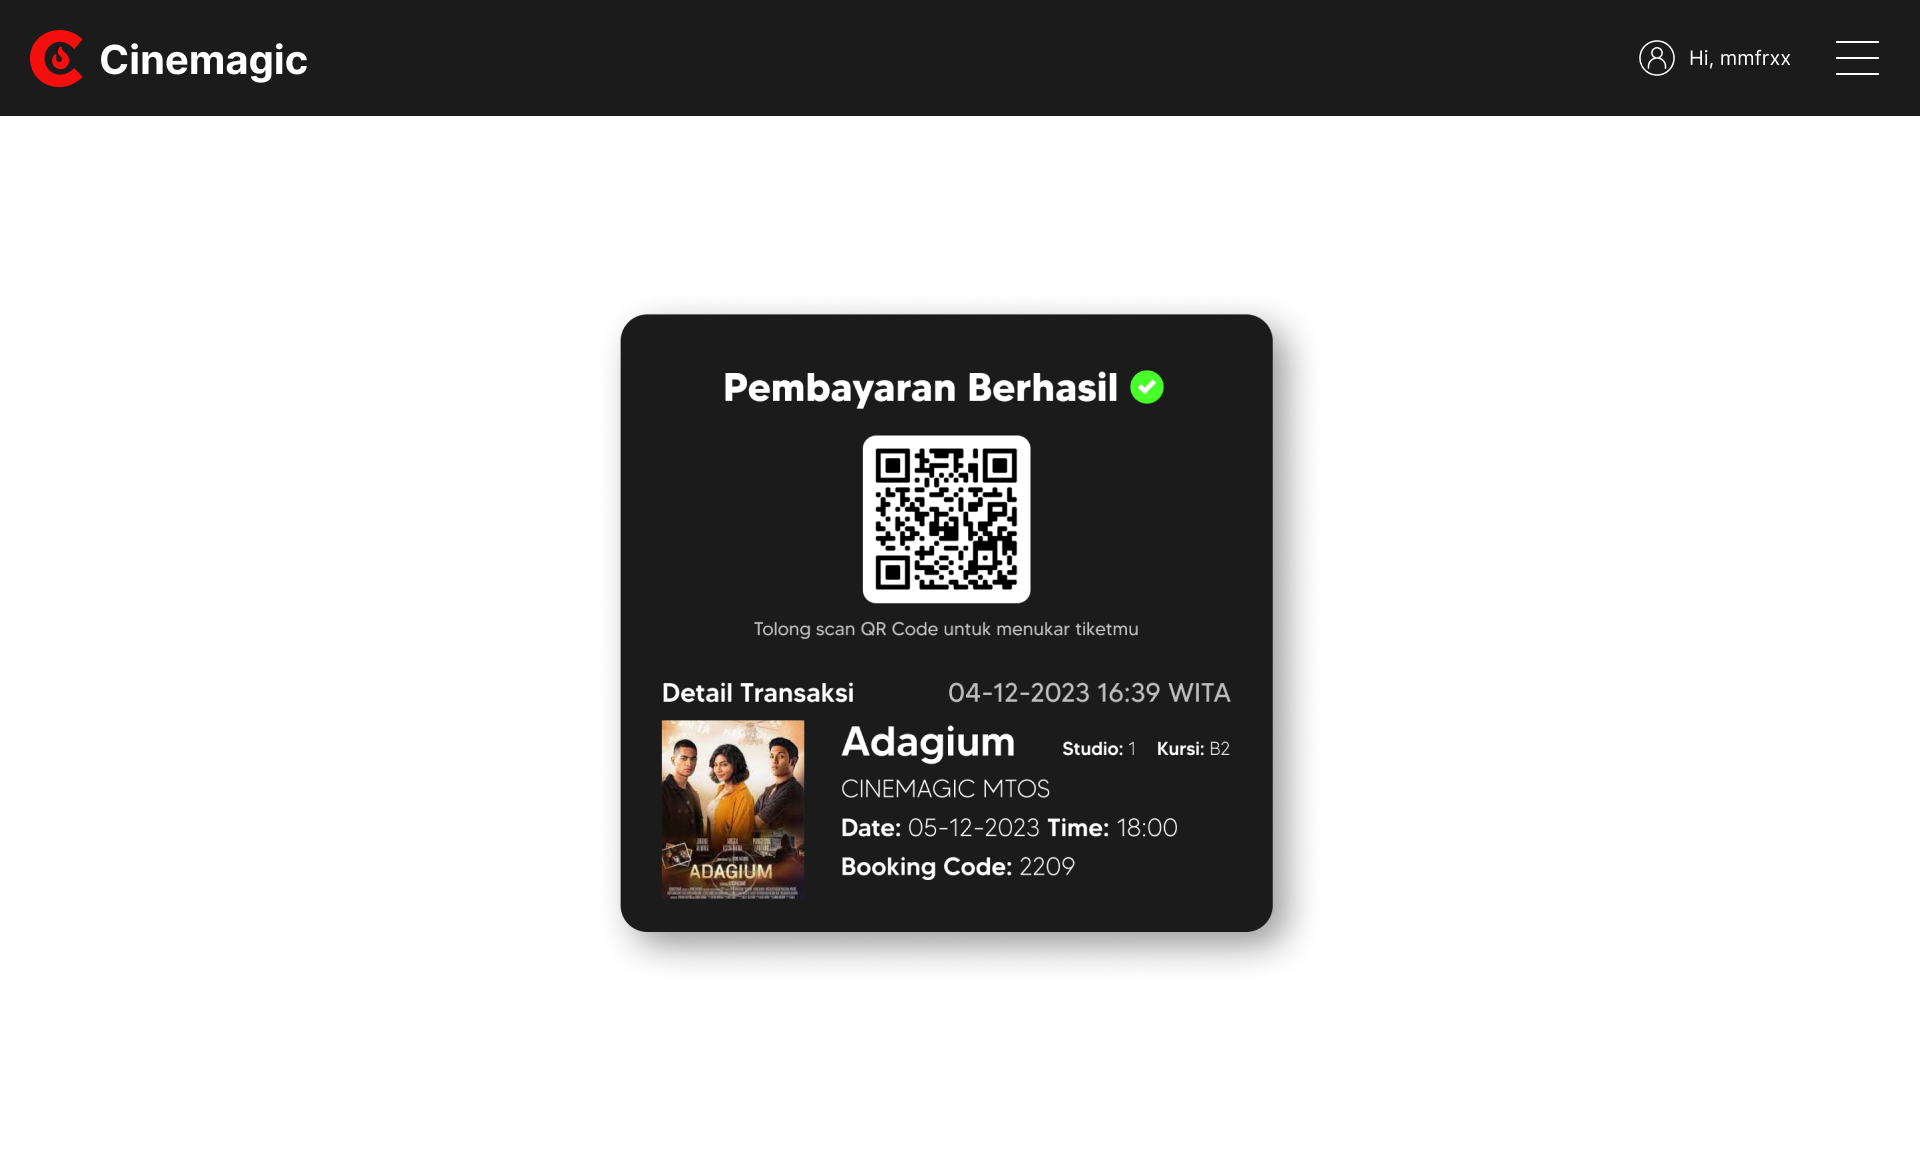 Cinemagic
Hi, mmfrxx
Pembayaran Berhasil
Tolong scan QR Code untuk menukar tiketmu
Detail Transaksi
04-12-2023 16:39 WITA
Adagium
Studio: 1 Kursi: B2
CINEMAGIC MTOS
Date: 05-12-2023 Time: 18:00
Booking Code: 2209
ADAGIUM